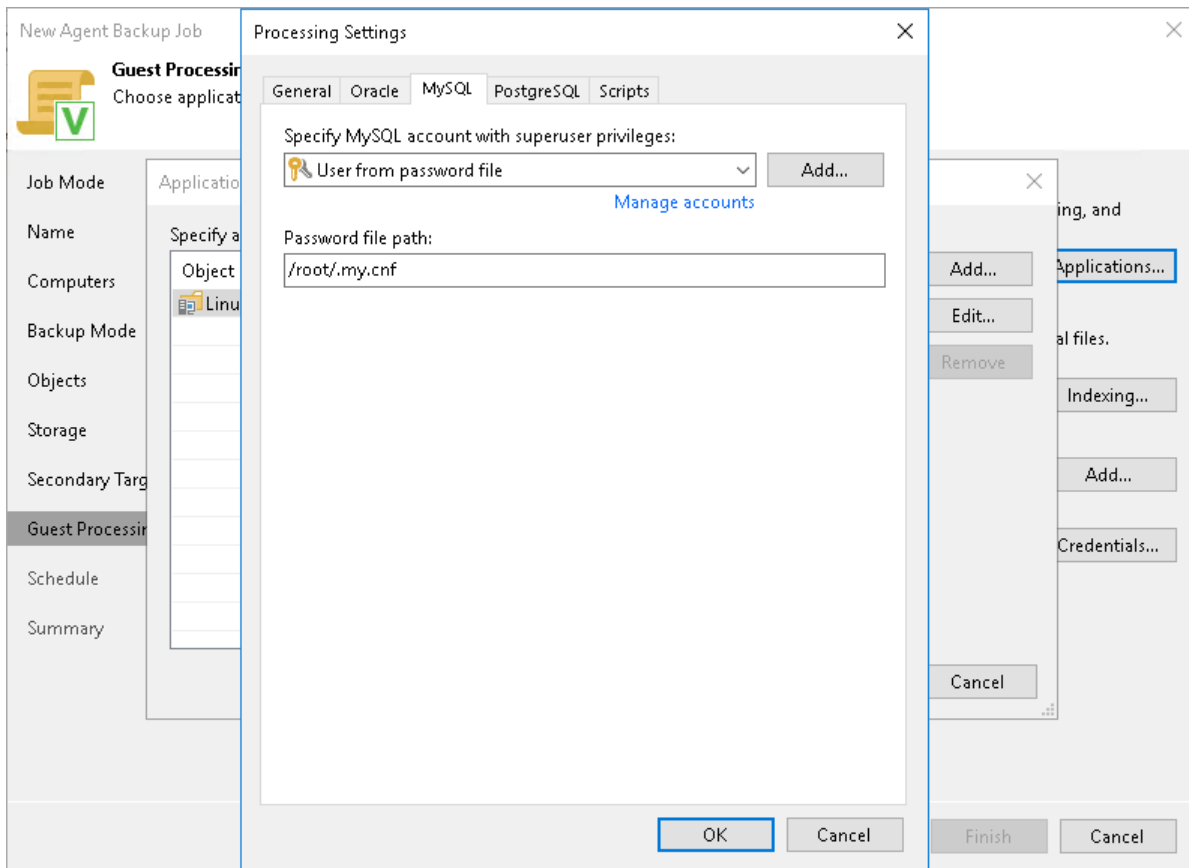 New Agent Backup Job
Guest Processin
Choose applicat
Job Mode
Name
Computers
Backup Mode
Objects
Storage
Secondary Targ
Guest Processin
Schedule
Summary
Applicatio
Specify a
Object
Linu
Processing Settings
General Oracle MySQL PostgreSQL Scripts
Specify MySQL account with superuser privileges:
User from password file
Add...
Manage accounts
Password file path:
/root/.my.cnf
OK Cancel
Add...
Edit...
Remove
Cancel
ing, and
Applications...
al files.
Indexing...
Add...
Credentials...
Finish Cancel